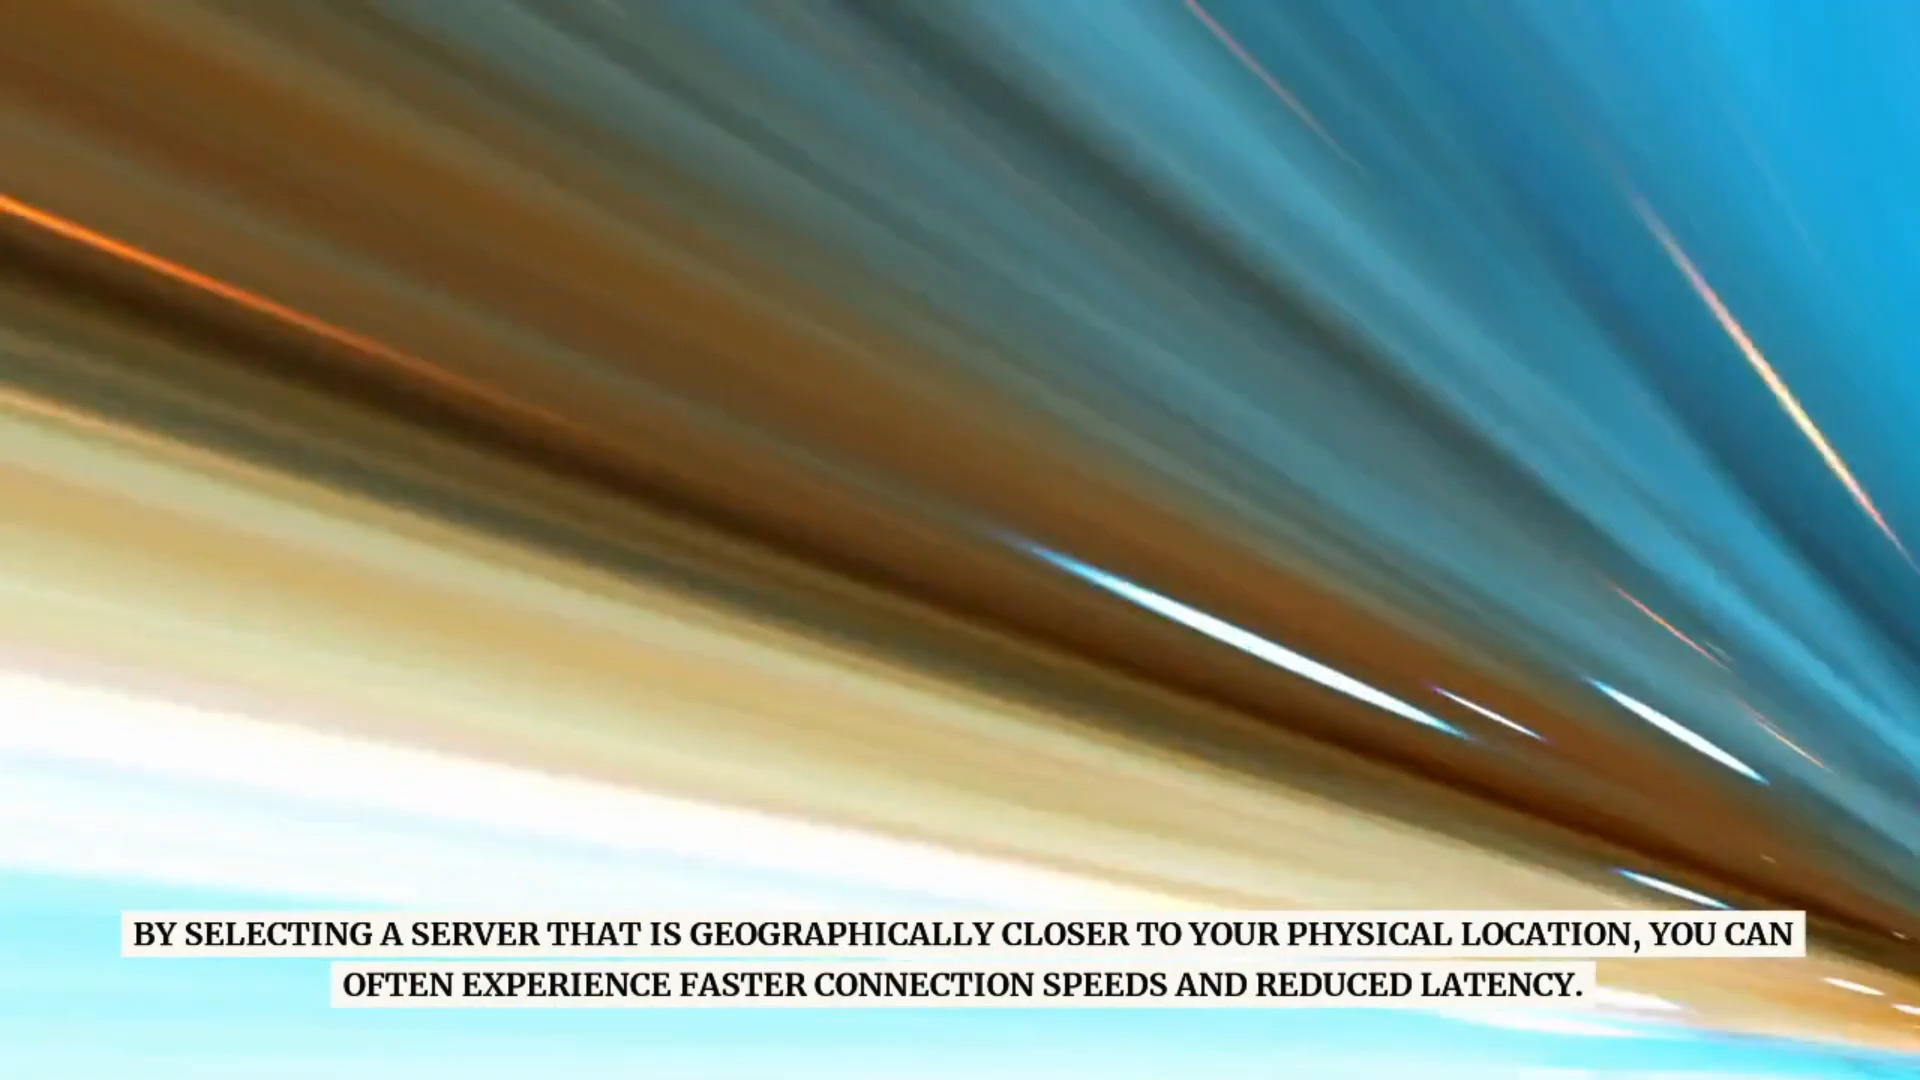 BY SELECTING A SERVER THAT IS GEOGRAPHICALLY CLOSER TO YOUR PHYSICAL LOCATION, YOU CAN
OFTEN EXPERIENCE FASTER CONNECTION SPEEDS AND REDUCED LATENCY.